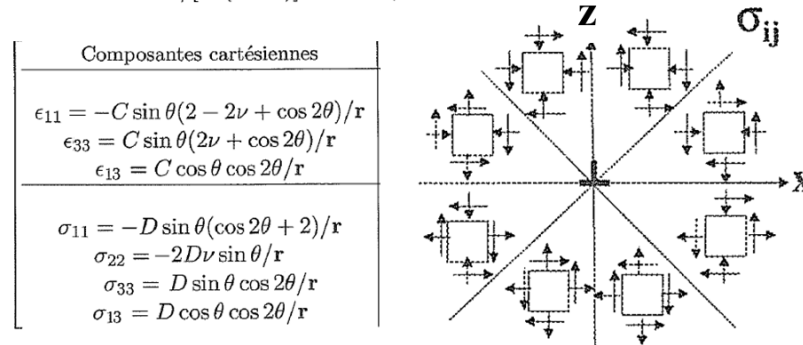 Composantes cartésiennes
ϵ₁₁ = −C sin θ(2 − 2ν + cos 2θ)/r
ϵ₃₃ = C sin θ(2ν + cos 2θ)/r
ϵ₁₃ = C cos θ cos 2θ/r
σ₁₁ = −D sin θ(cos 2θ + 2)/r
σ₂₂ = −2Dν sin θ/r
σ₃₃ = D sin θ cos 2θ/r
σ₁₃ = D cos θ cos 2θ/r
z
σij
x